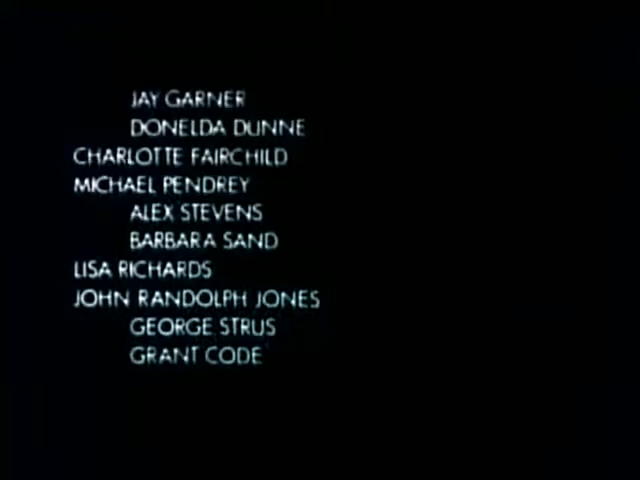 JAY GARNER
DONELDA DUNNE
CHARLOTTE FAIRCHILD
MICHAEL PENDREY
ALEX STEVENS
BARBARA SAND
LISA RICHARDS
JOHN RANDOLPH JONES
GEORGE STRUS
GRANT CODE